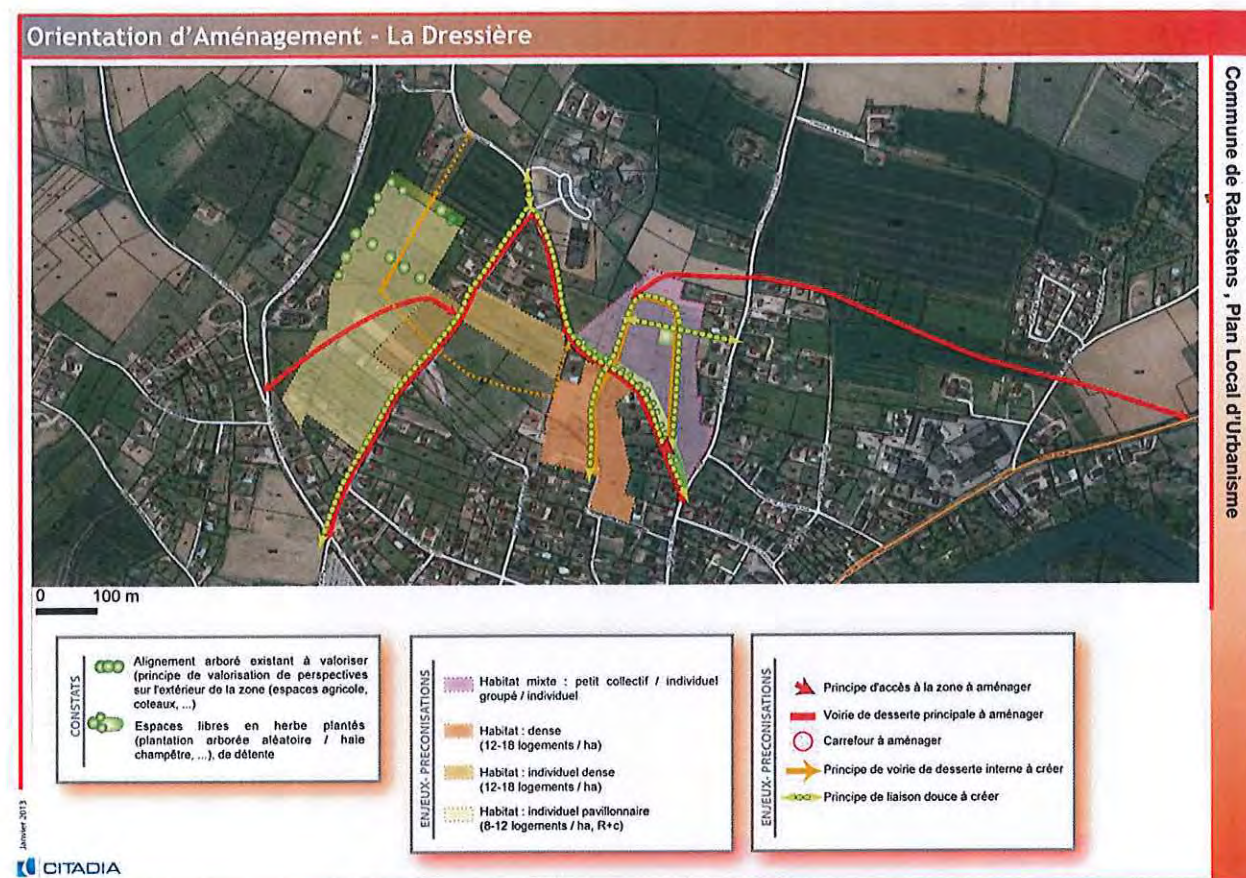 Orientation d'Aménagement - La Dressière
Commune de Rabastens , Plan Local d'Urbanisme
0 100 m
CONSTATS
Alignement arboré existant à valoriser
(principe de valorisation de perspectives
sur l'extérieur de la zone (espaces agricole,
coteaux, ...)
Espaces libres en herbe plantés
(plantation arborée aléatoire / haie
champêtre, ...), de détente
ENJEUX- PRECONISATIONS
Habitat mixte : petit collectif / individuel
groupé / individuel
Habitat : dense
(12-18 logements / ha)
Habitat : individuel dense
(12-18 logements / ha)
Habitat : individuel pavillonnaire
(8-12 logements / ha, R+c)
ENJEUX- PRECONISATIONS
Principe d'accès à la zone à aménager
Voirie de desserte principale à aménager
Carrefour à aménager
Principe de voirie de desserte interne à créer
Principe de liaison douce à créer
Janvier 2013
CITADIA